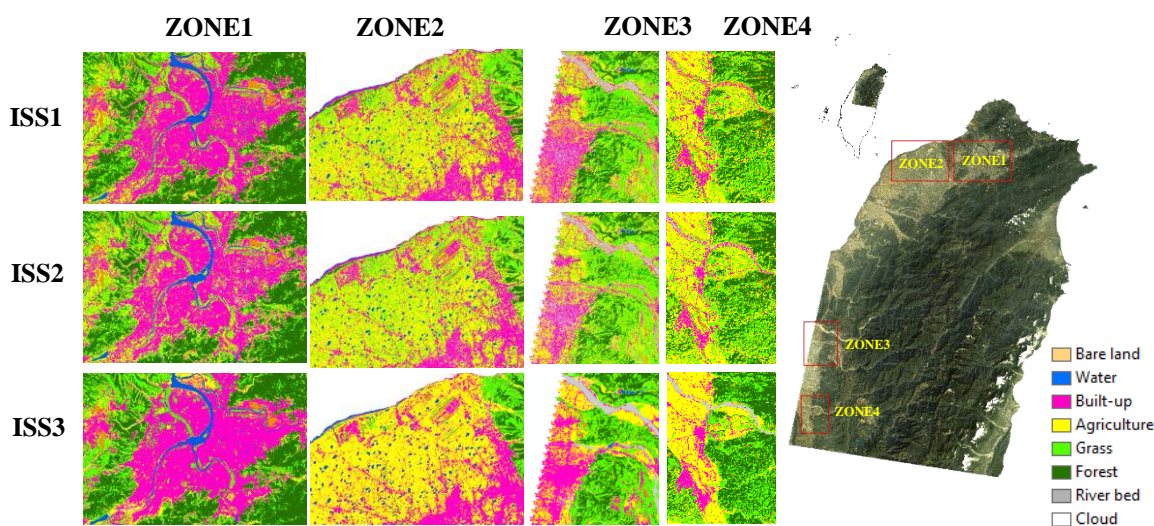 ZONE1 ZONE2 ZONE3 ZONE4
ISS1
ISS2
ISS3
ZONE2 ZONE1
ZONE3
ZONE4
Bare land
Water
Built-up
Agriculture
Grass
Forest
River bed
Cloud